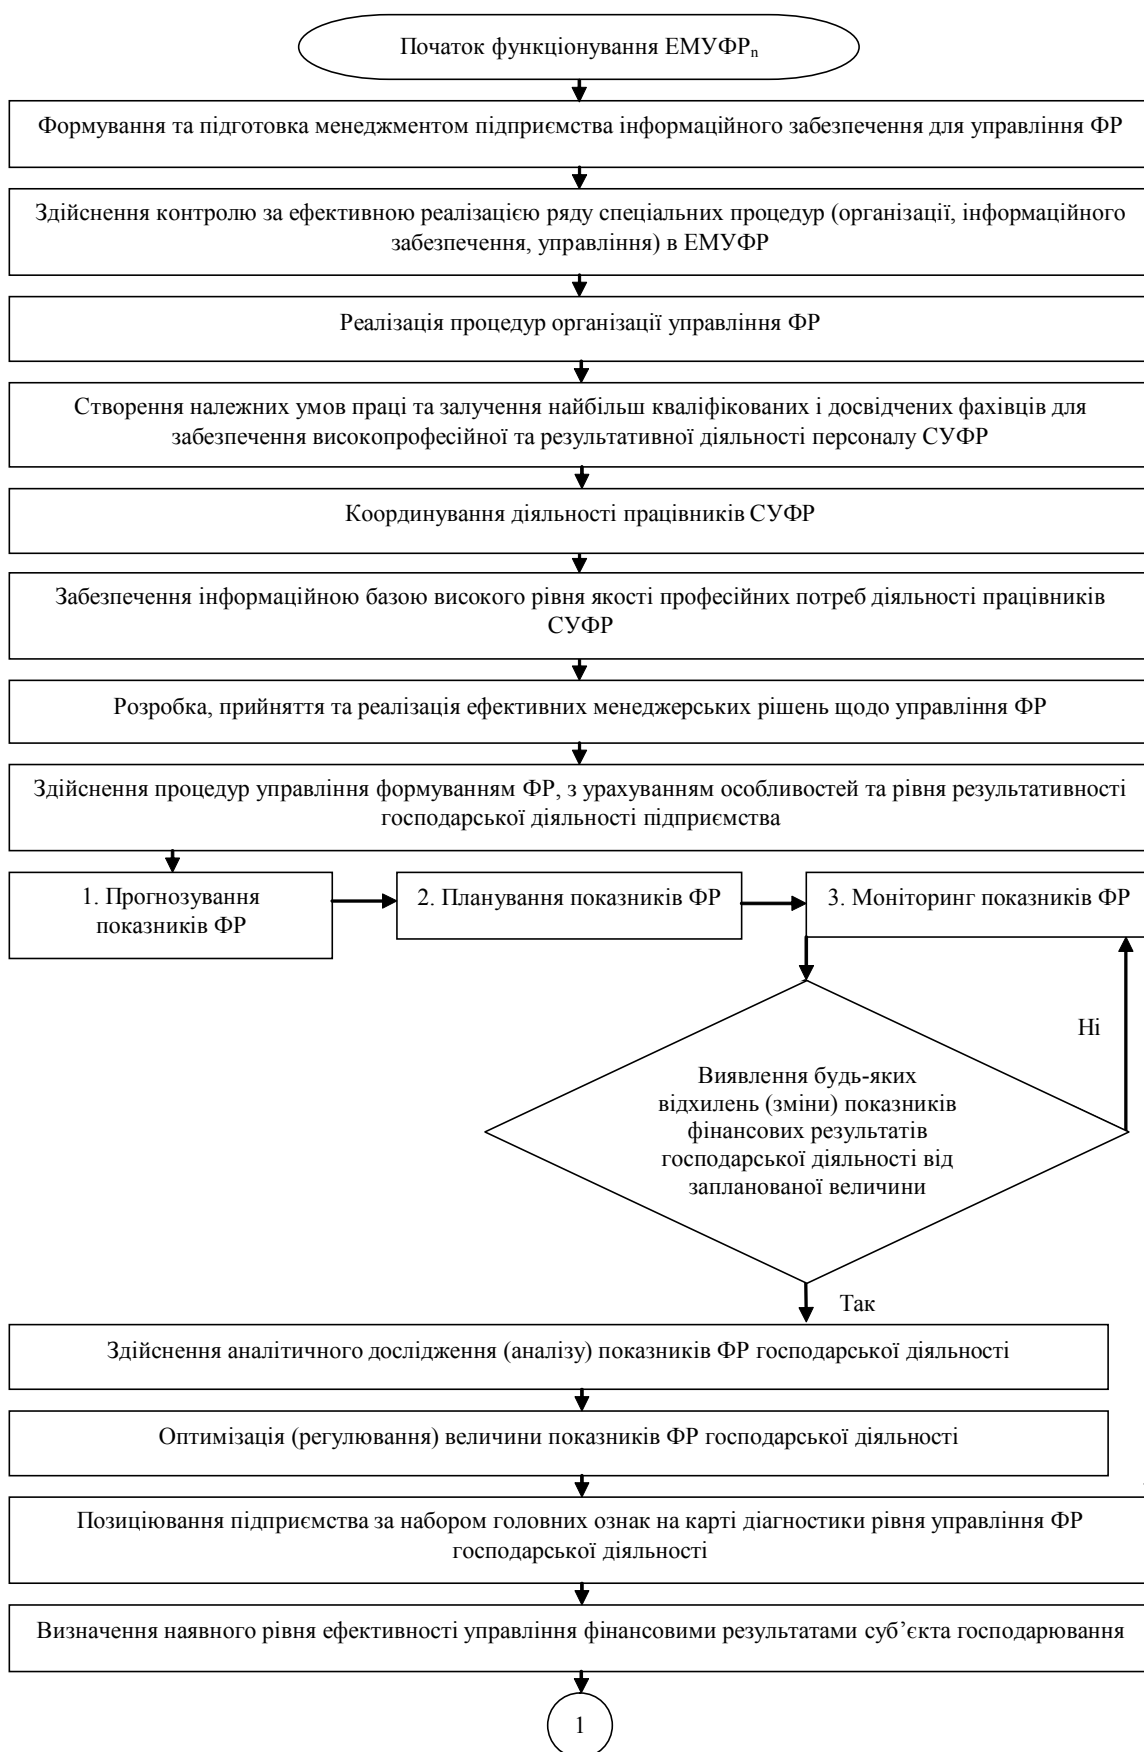 Початок функціонування ЕМУФРn
Формування та підготовка менеджментом підприємства інформаційного забезпечення для управління ФР
Здійснення контролю за ефективною реалізацією ряду спеціальних процедур (організації, інформаційного
забезпечення, управління) в ЕМУФР
Реалізація процедур організації управління ФР
Створення належних умов праці та залучення найбільш кваліфікованих і досвідчених фахівців для
забезпечення високопрофесійної та результативної діяльності персоналу СУФР
Координування діяльності працівників СУФР
Забезпечення інформаційною базою високого рівня якості професійних потреб діяльності працівників
СУФР
Розробка, прийняття та реалізація ефективних менеджерських рішень щодо управління ФР
Здійснення процедур управління формуванням ФР, з урахуванням особливостей та рівня результативності
господарської діяльності підприємства
1. Прогнозування
показників ФР
2. Планування показників ФР
3. Моніторинг показників ФР
Ні
Виявлення будь-яких
відхилень (зміни) показників
фінансових результатів
господарської діяльності від
запланованої величини
Так
Здійснення аналітичного дослідження (аналізу) показників ФР господарської діяльності
Оптимізація (регулювання) величини показників ФР господарської діяльності
Позиціювання підприємства за набором головних ознак на карті діагностики рівня управління ФР
господарської діяльності
Визначення наявного рівня ефективності управління фінансовими результатами суб’єкта господарювання
1